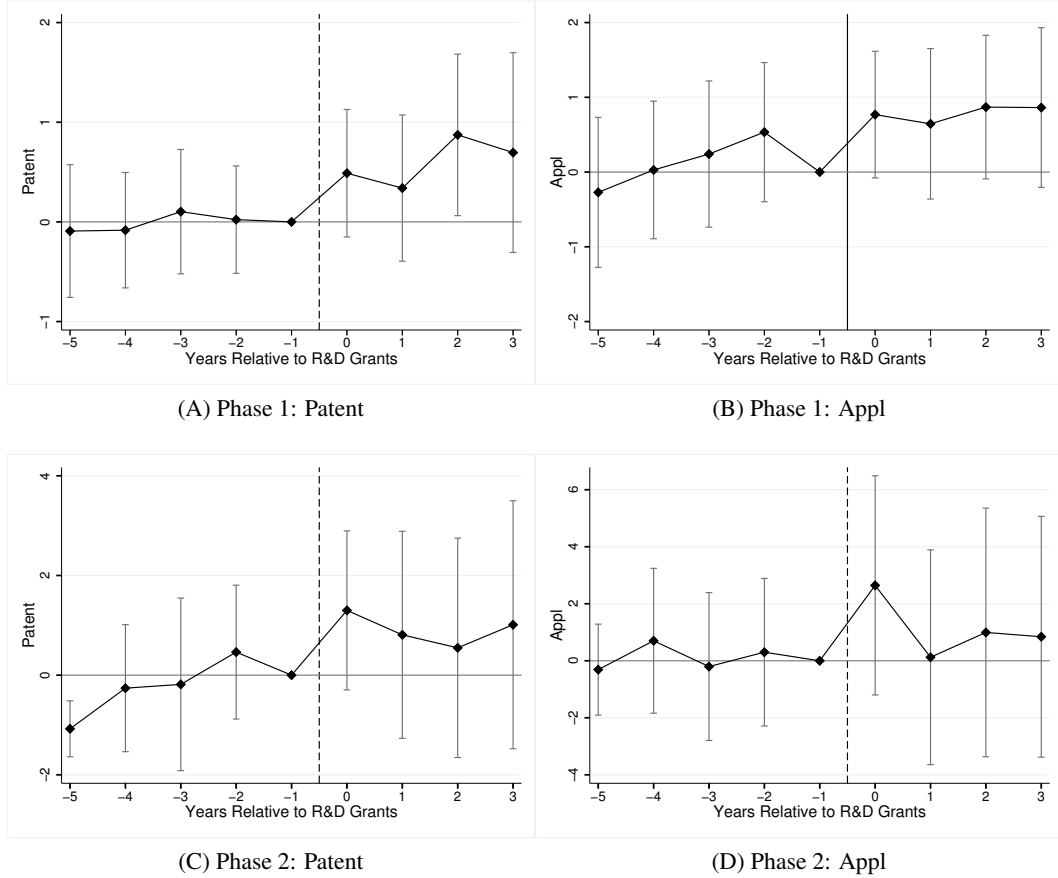 2
1
0
−1
Patent
−5 −4 −3 −2 −1 0 1 2 3
Years Relative to R&D Grants
(A) Phase 1: Patent
2
1
0
−1
−2
Appl
−5 −4 −3 −2 −1 0 1 2 3
Years Relative to R&D Grants
(B) Phase 1: Appl
4
2
0
−2
Patent
−5 −4 −3 −2 −1 0 1 2 3
Years Relative to R&D Grants
(C) Phase 2: Patent
6
4
2
0
−2
−4
Appl
−5 −4 −3 −2 −1 0 1 2 3
Years Relative to R&D Grants
(D) Phase 2: Appl